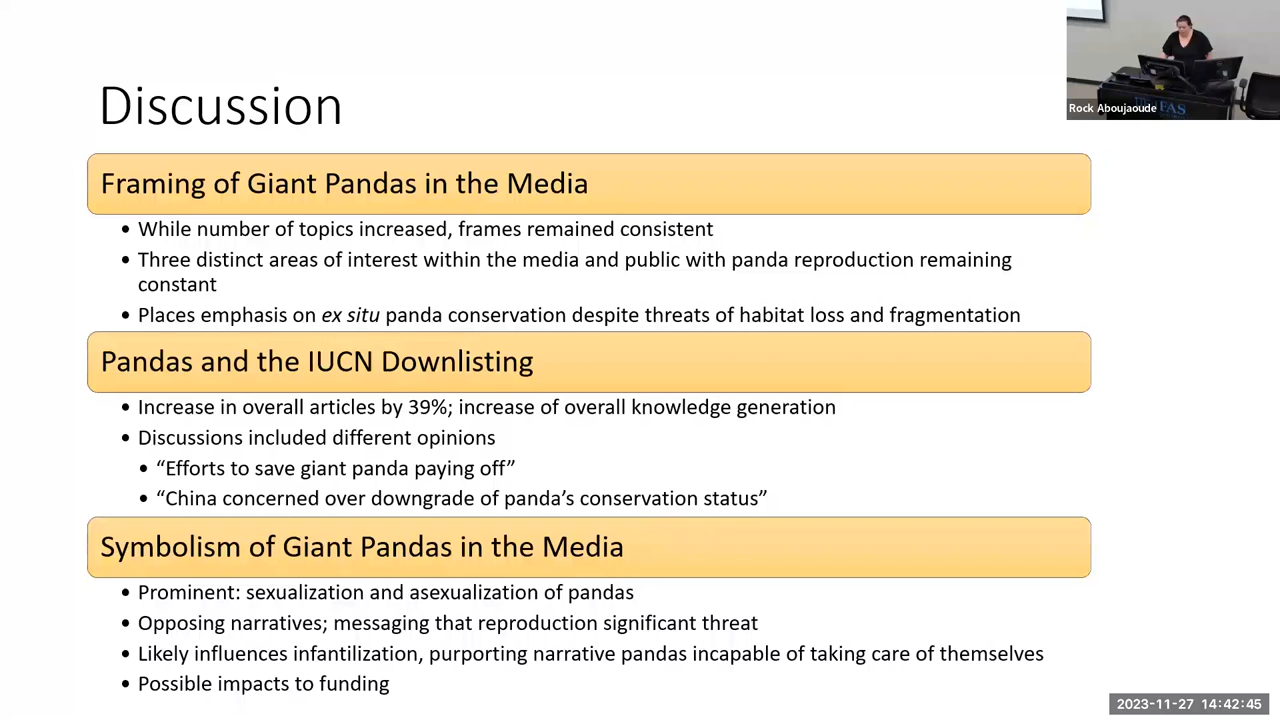 Discussion
Rock Aboujaoude
FAS
Framing of Giant Pandas in the Media
• While number of topics increased, frames remained consistent
• Three distinct areas of interest within the media and public with panda reproduction remaining
constant
• Places emphasis on ex situ panda conservation despite threats of habitat loss and fragmentation
Pandas and the IUCN Downlisting
• Increase in overall articles by 39%; increase of overall knowledge generation
• Discussions included different opinions
• “Efforts to save giant panda paying off”
• “China concerned over downgrade of panda’s conservation status”
Symbolism of Giant Pandas in the Media
• Prominent: sexualization and asexualization of pandas
• Opposing narratives; messaging that reproduction significant threat
• Likely influences infantilization, purporting narrative pandas incapable of taking care of themselves
• Possible impacts to funding
2023-11-27 14:42:45